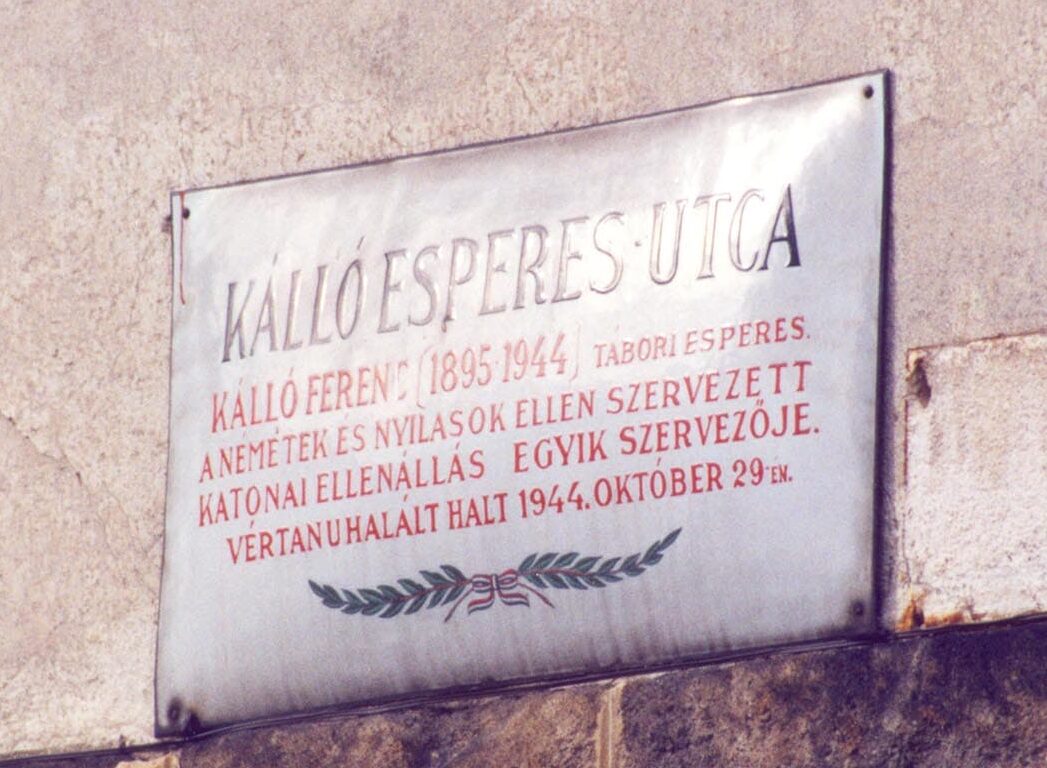 KÁLLÓ ESPERES·UTCA
KÁLLÓ FERENC (1895-1944) TÁBORI ESPERES.
A NÉMÉTEK ÉS NYILASOK ELLEN SZERVEZETT
KATONAI ELLENÁLLÁS EGYIK SZERVEZŐJE.
VÉRTANUHALÁLT HALT 1944. OKTÓBER 29-ÉN.